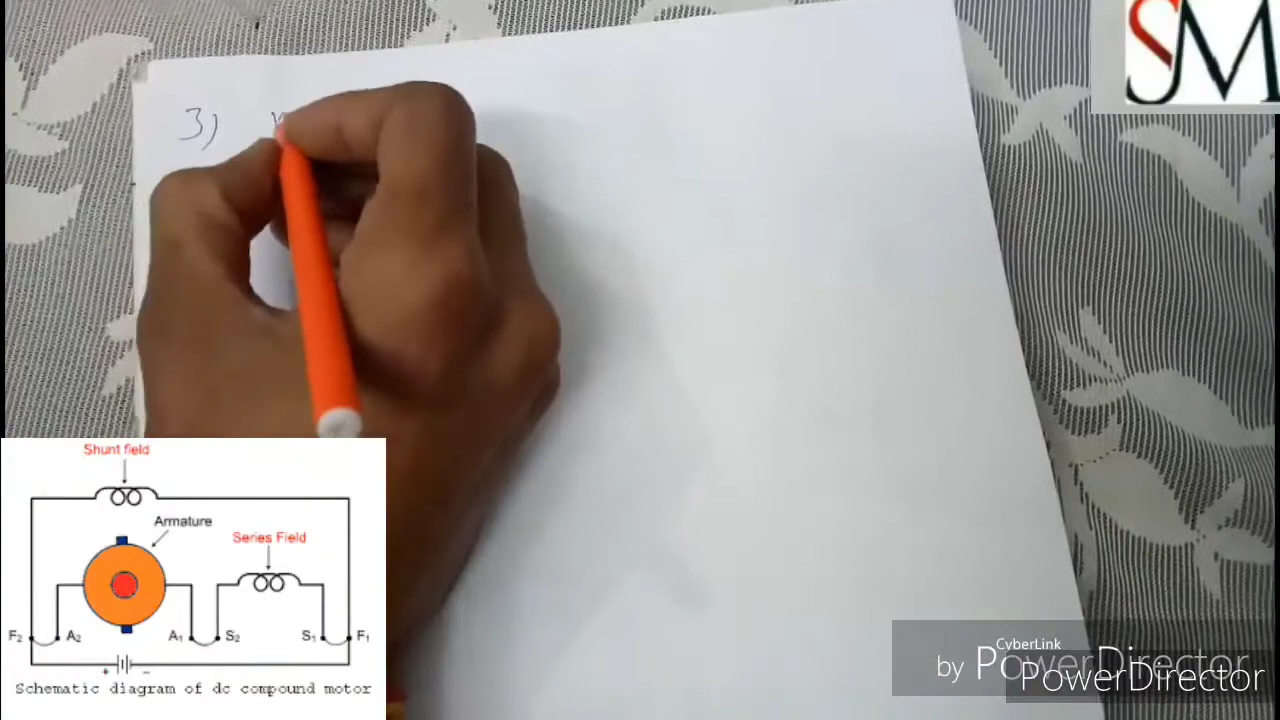 SM
3)
Shunt field
Armature
Series Field
F2 A2 A1 S2 S1 F1
+ −
Schematic diagram of dc compound motor
CyberLink
by PowerDirector
PowerDirector